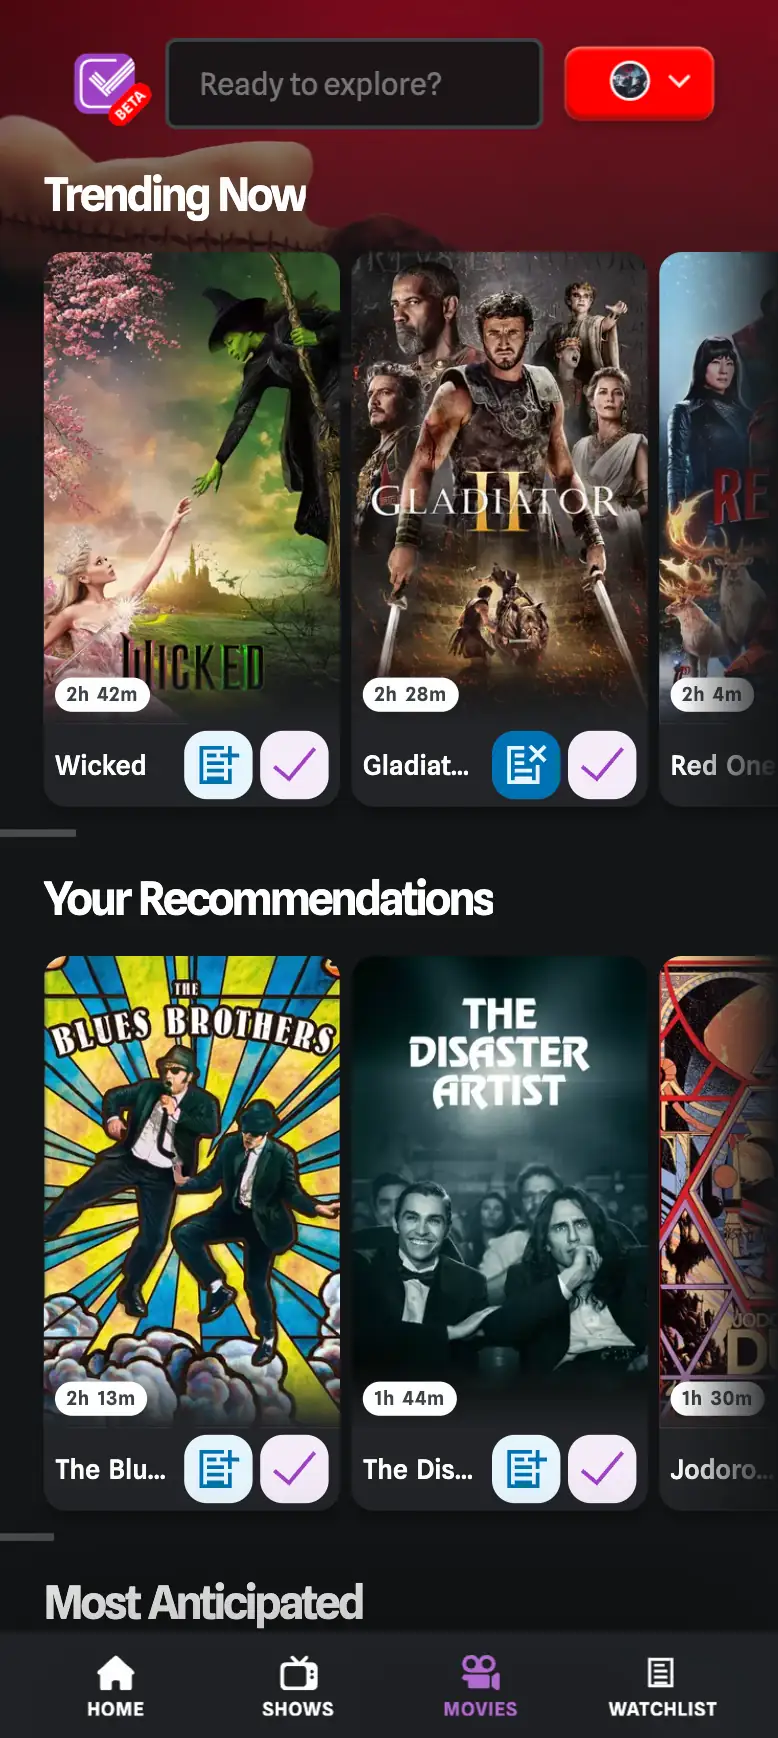 BETA
Ready to explore?
Trending Now
WICKED
2h 42m
Wicked
GLADIATOR
II
2h 28m
Gladiat...
RE
2h 4m
Red One
Your Recommendations
THE
BLUES BROTHERS
2h 13m
The Blu...
THE
DISASTER
ARTIST
1h 44m
The Dis...
JODO
D
1h 30m
Jodoro...
Most Anticipated
HOME
SHOWS
MOVIES
WATCHLIST